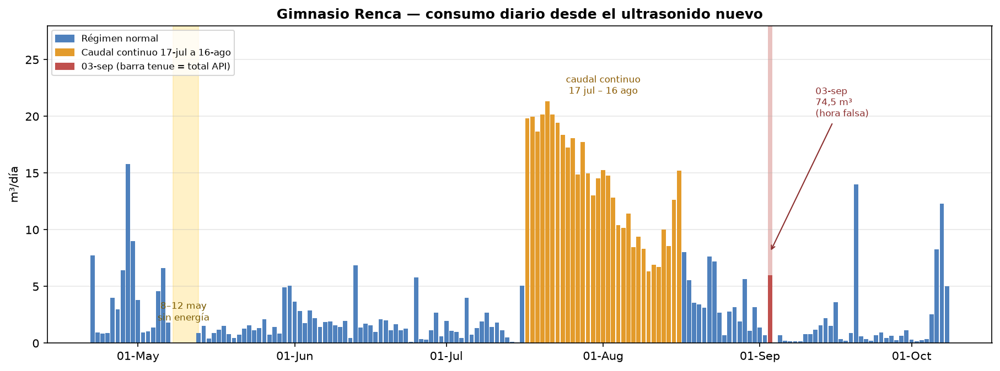 Gimnasio Renca — consumo diario desde el ultrasonido nuevo
Régimen normal
Caudal continuo 17-jul a 16-ago
03-sep (barra tenue = total API)
caudal continuo
17 jul – 16 ago
03-sep
74,5 m³
(hora falsa)
8–12 may
sin energía
m³/día
25
20
15
10
5
0
01-May
01-Jun
01-Jul
01-Aug
01-Sep
01-Oct